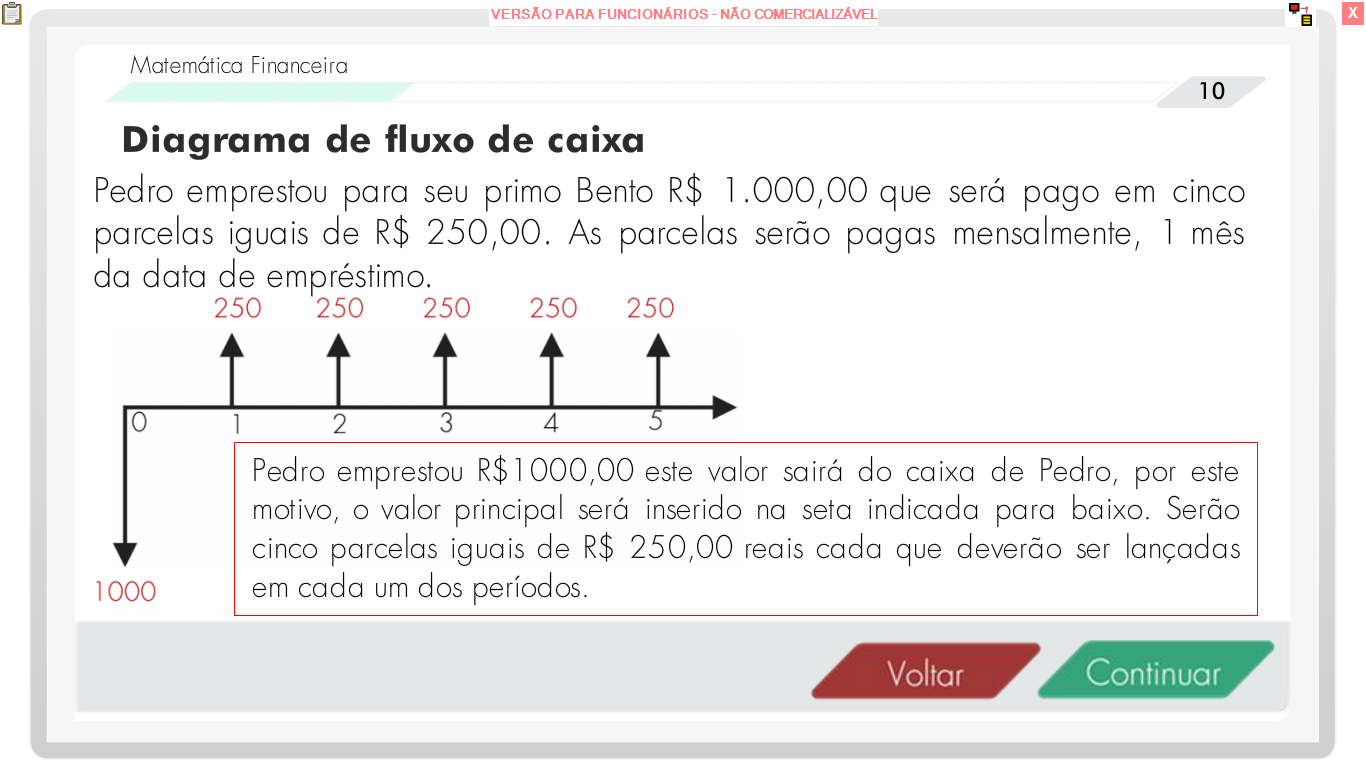 VERSÃO PARA FUNCIONÁRIOS - NÃO COMERCIALIZÁVEL
X
Matemática Financeira
10
Diagrama de fluxo de caixa
Pedro emprestou para seu primo Bento R$ 1.000,00 que será pago em cinco
parcelas iguais de R$ 250,00. As parcelas serão pagas mensalmente, 1 mês
da data de empréstimo.
250 250 250 250 250
0 1 2 3 4 5
Pedro emprestou R$1000,00 este valor sairá do caixa de Pedro, por este
motivo, o valor principal será inserido na seta indicada para baixo. Serão
cinco parcelas iguais de R$ 250,00 reais cada que deverão ser lançadas
em cada um dos períodos.
1000
Voltar
Continuar